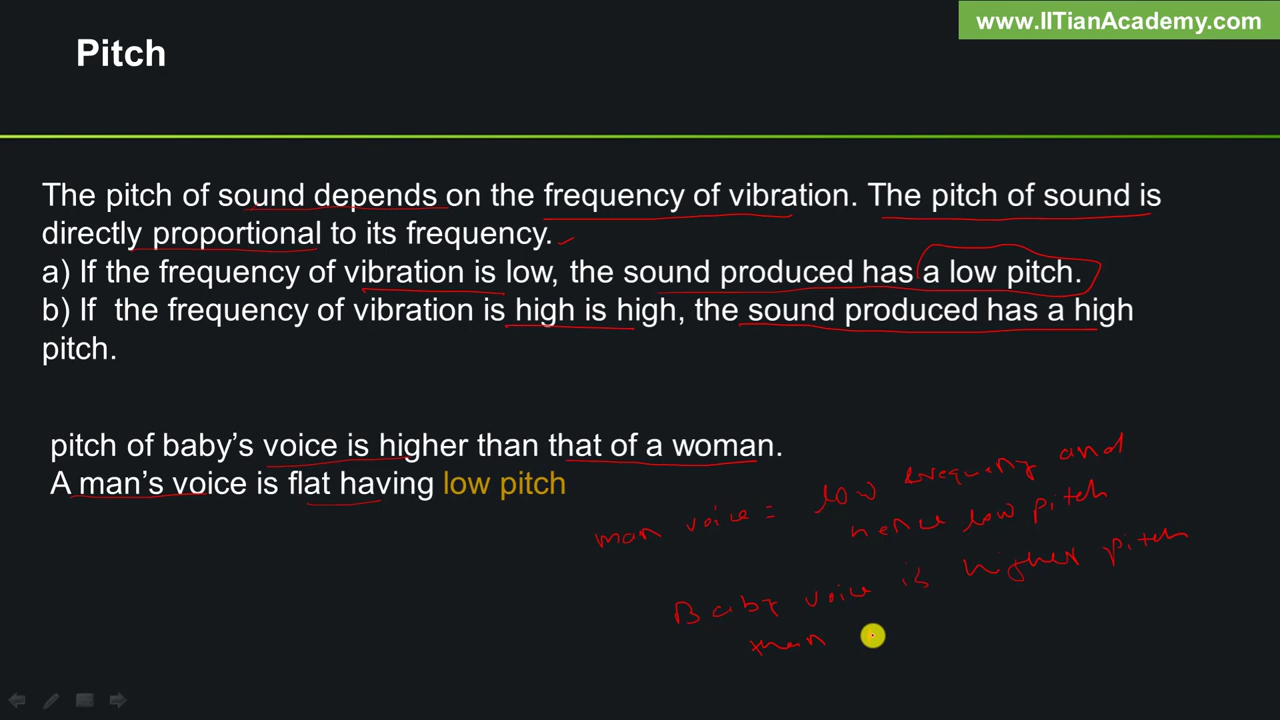 www.IITianAcademy.com
Pitch
The pitch of sound depends on the frequency of vibration. The pitch of sound is
directly proportional to its frequency.
a) If the frequency of vibration is low, the sound produced has a low pitch.
b) If the frequency of vibration is high is high, the sound produced has a high
pitch.
pitch of baby's voice is higher than that of a woman.
A man's voice is flat having low pitch
man voice = low frequeny and
hence low pitch
Baby voice is higher pitch
than